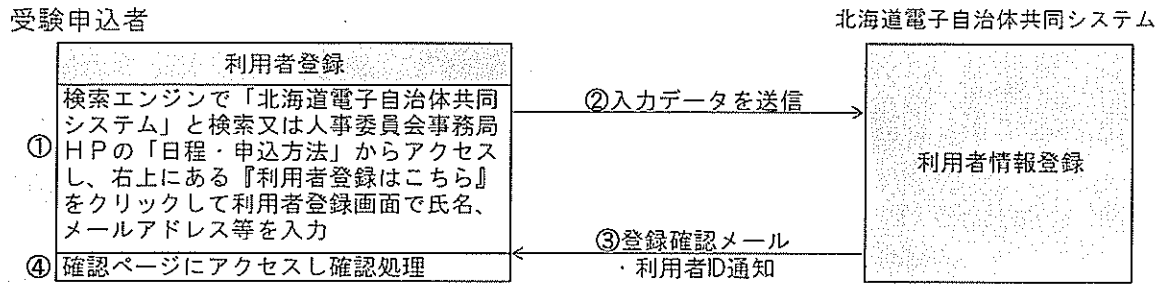 受験申込者
北海道電子自治体共同システム
利用者登録
①
検索エンジンで「北海道電子自治体共同
システム」と検索又は人事委員会事務局
HPの「日程・申込方法」からアクセス
し、右上にある『利用者登録はこちら』
をクリックして利用者登録画面で氏名、
メールアドレス等を入力
②入力データを送信
利用者情報登録
③登録確認メール
・利用者ID通知
④確認ページにアクセスし確認処理